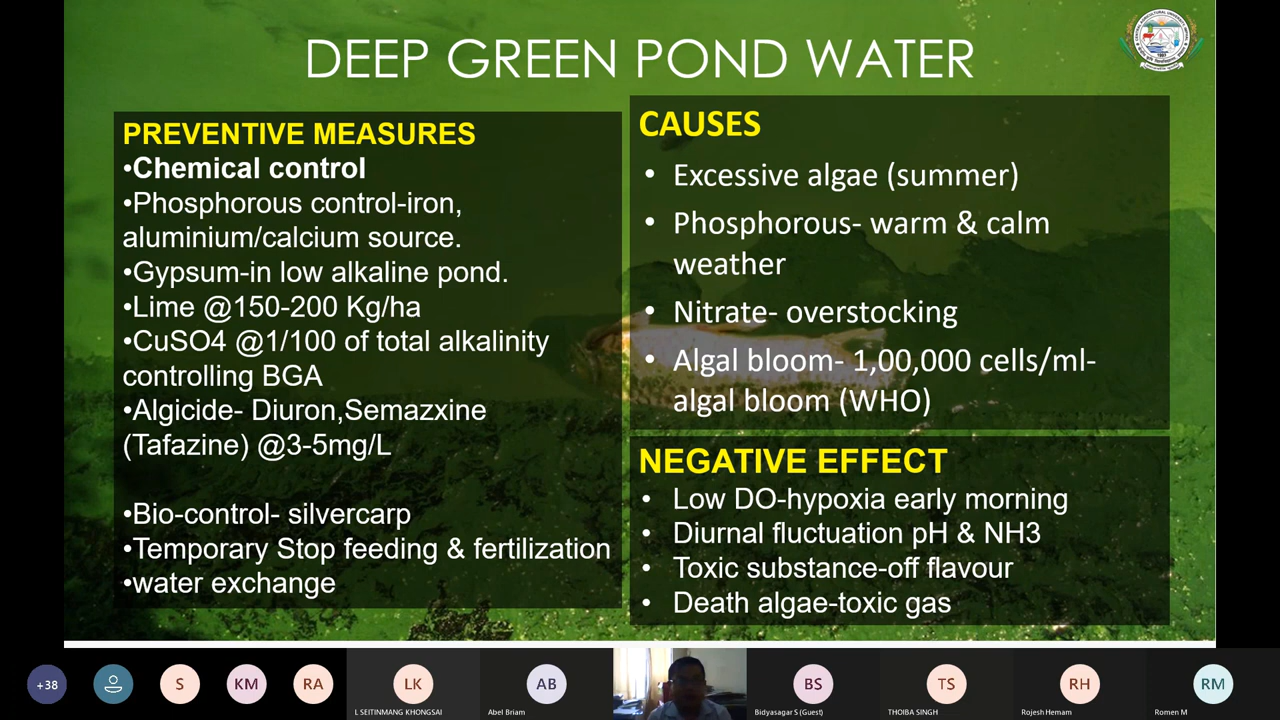 DEEP GREEN POND WATER
PREVENTIVE MEASURES
•Chemical control
•Phosphorous control-iron,
aluminium/calcium source.
•Gypsum-in low alkaline pond.
•Lime @150-200 Kg/ha
•CuSO4 @1/100 of total alkalinity
controlling BGA
•Algicide- Diuron,Semazxine
(Tafazine) @3-5mg/L
•Bio-control- silvercarp
•Temporary Stop feeding & fertilization
•water exchange
CAUSES
• Excessive algae (summer)
• Phosphorous- warm & calm
weather
• Nitrate- overstocking
• Algal bloom- 1,00,000 cells/ml-
algal bloom (WHO)
NEGATIVE EFFECT
• Low DO-hypoxia early morning
• Diurnal fluctuation pH & NH3
• Toxic substance-off flavour
• Death algae-toxic gas
+38
S
KM
RA
LK
AB
BS
TS
RH
RM
L SEITINMANG KHONGSAI
Abel Briam
Bidyasagar S (Guest)
THOIBA SINGH
Rojesh Hemam
Romen M